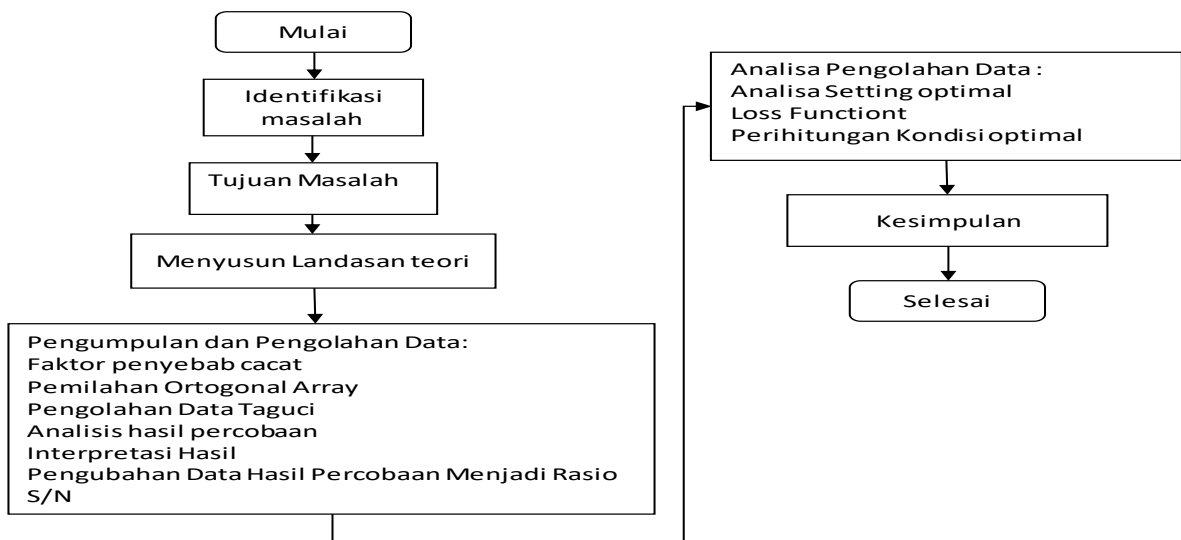 Mulai
Identifikasi
masalah
Tujuan Masalah
Menyusun Landasan teori
Pengumpulan dan Pengolahan Data:
Faktor penyebab cacat
Pemilahan Ortogonal Array
Pengolahan Data Taguci
Analisis hasil percobaan
Interpretasi Hasil
Pengubahan Data Hasil Percobaan Menjadi Rasio
S/N
Analisa Pengolahan Data :
Analisa Setting optimal
Loss Functiont
Perihitungan Kondisi optimal
Kesimpulan
Selesai